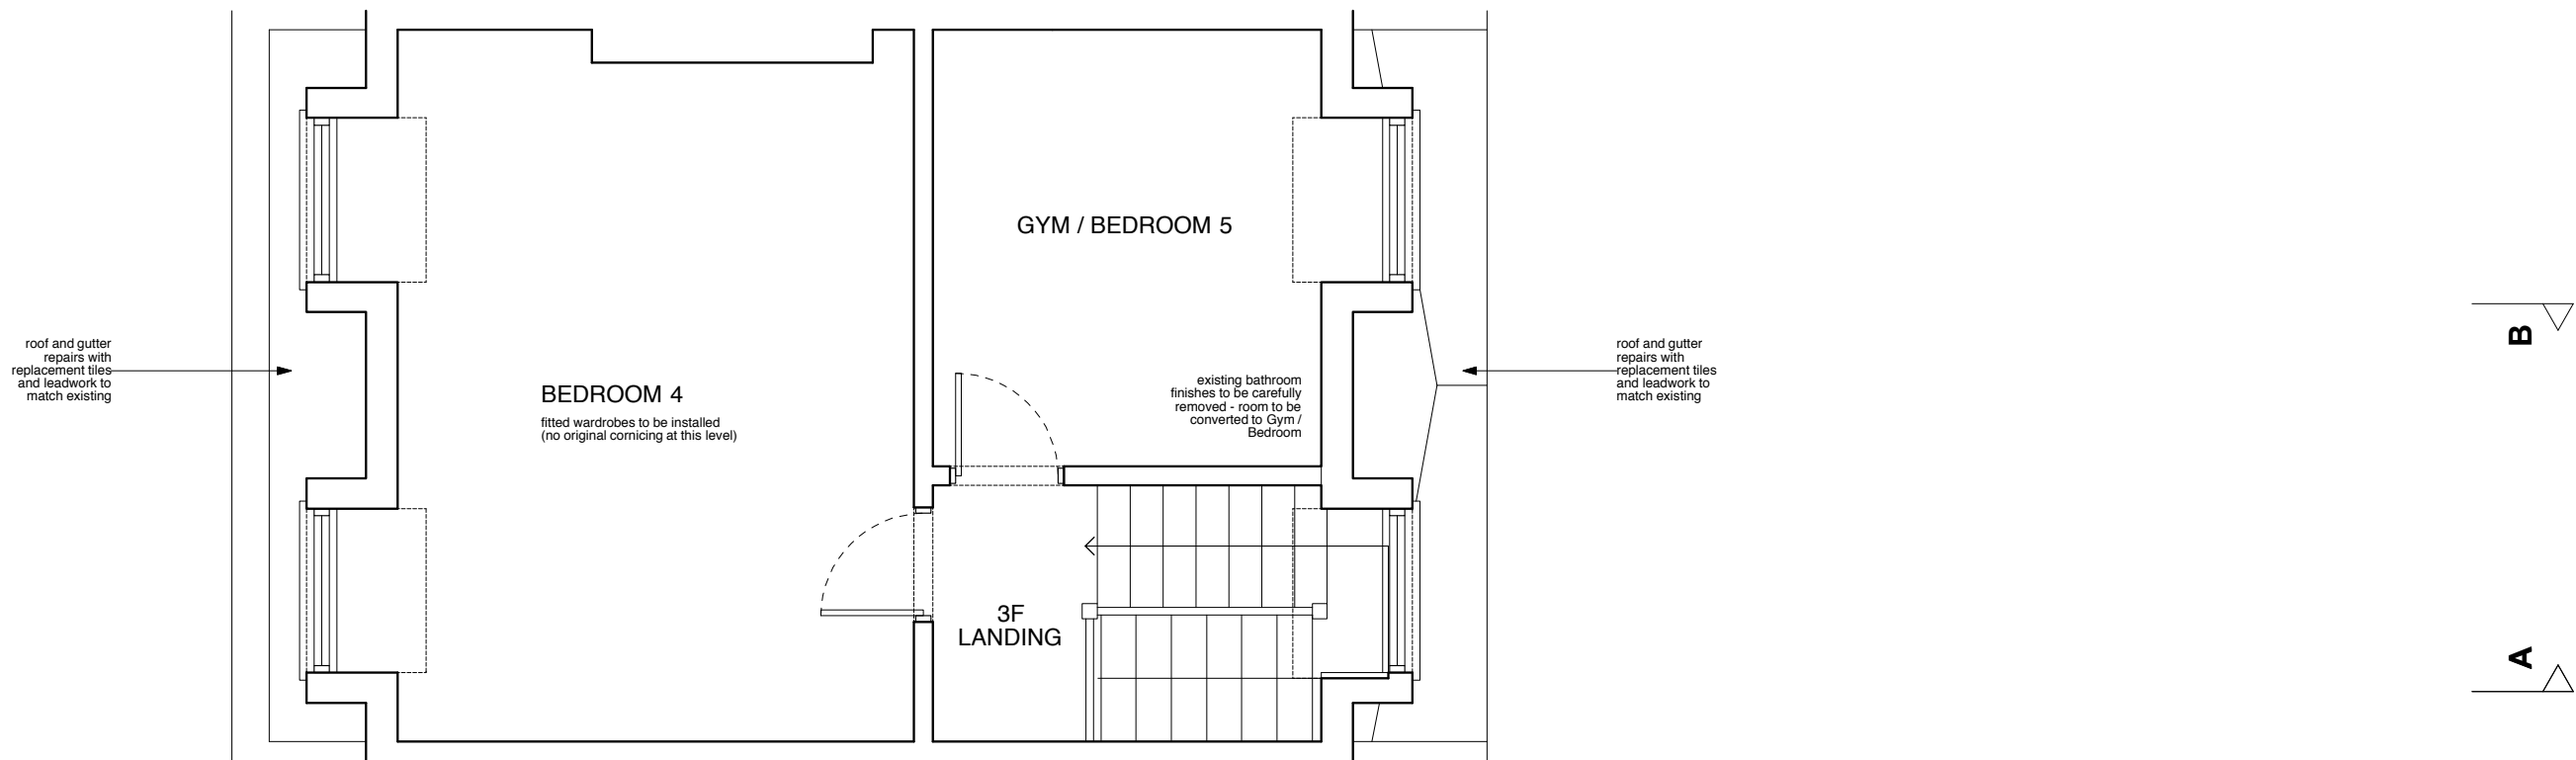 GYM / BEDROOM 5
roof and gutter
repairs with
replacement tiles
and leadwork to
match existing
BEDROOM 4
fitted wardrobes to be installed
(no original cornicing at this level)
existing bathroom
finishes to be carefully
removed - room to be
converted to Gym /
Bedroom
roof and gutter
repairs with
replacement tiles
and leadwork to
match existing
B
3F
LANDING
A